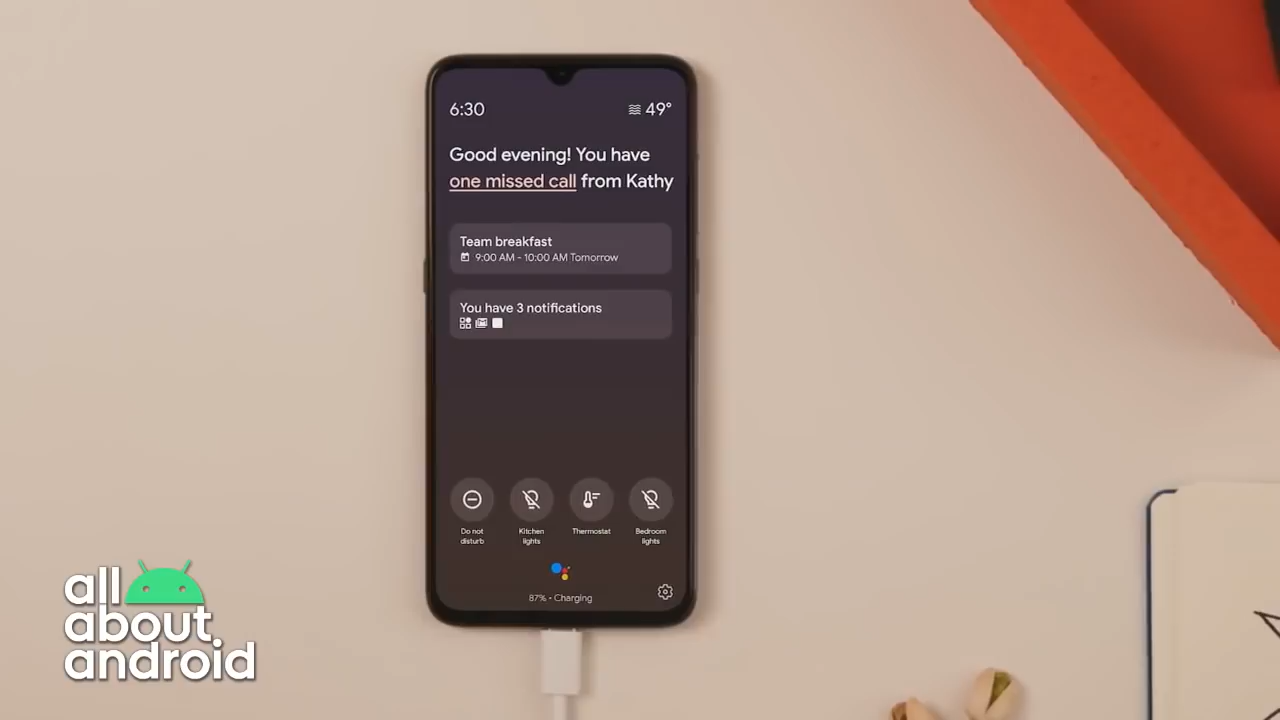 6:30
49°
Good evening! You have
one missed call from Kathy
Team breakfast
9:00 AM - 10:00 AM Tomorrow
You have 3 notifications
Do not
disturb
Kitchen
lights
Thermostat
Bedroom
lights
87% - Charging
all
about
android